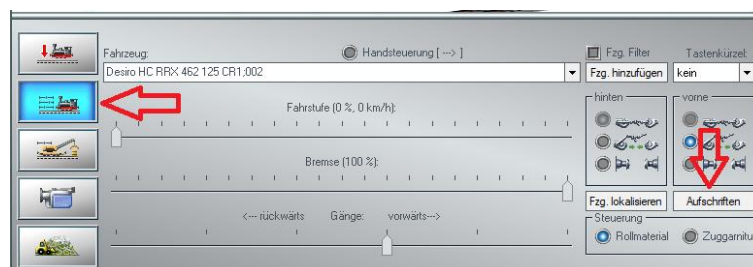 Fahrzeug:
Handsteuerung [ ---> ]
Fzg. Filter
Tastenkürzel:
Desiro HC RRX 462 125 CR1;002
Fzg. hinzufügen
kein
hinten
vorne
Fahrstufe (0 %, 0 km/h):
Bremse (100 %):
Fzg. lokalisieren
Aufschriften
<--- rückwärts Gänge: vorwärts--->
Steuerung
Rollmaterial
Zuggarnitu